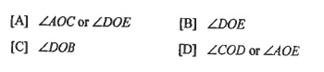 [A] ∠AOC or ∠DOE [B] ∠DOE
[C] ∠DOB [D] ∠COD or ∠AOE